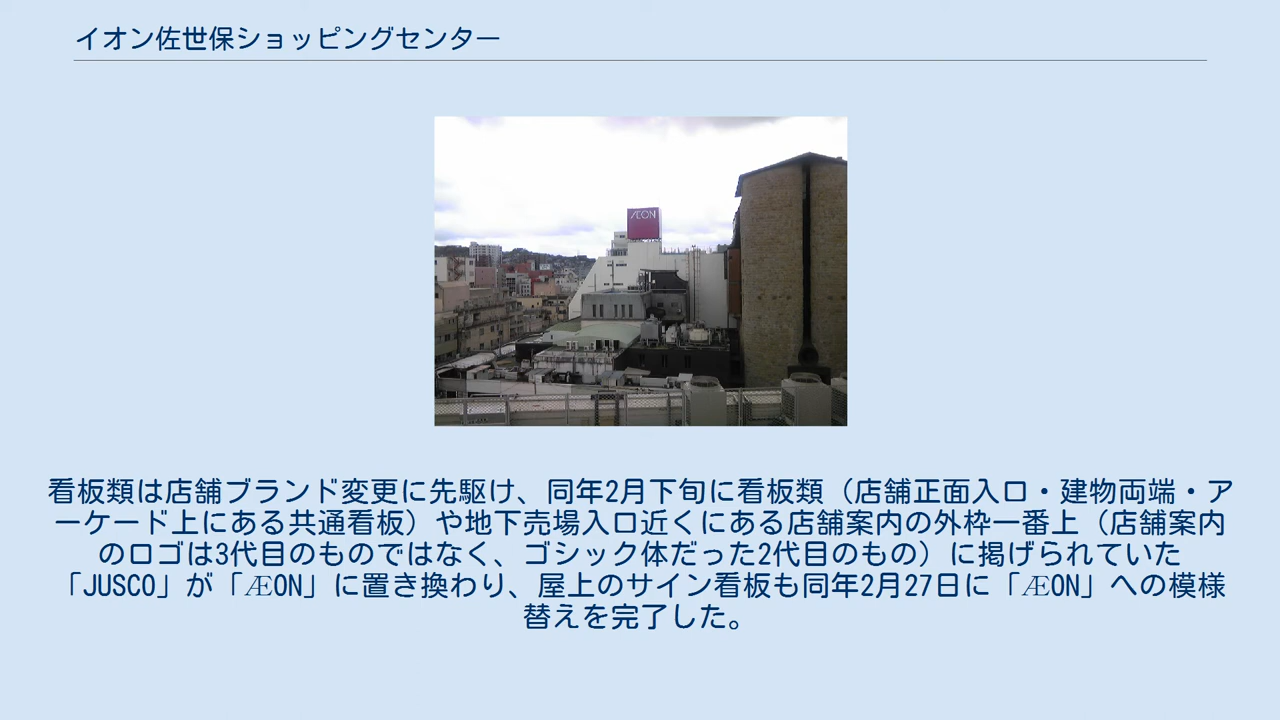 イオン佐世保ショッピングセンター
ÆON
看板類は店舗ブランド変更に先駆け、同年2月下旬に看板類（店舗正面入口・建物両端・ア
ーケード上にある共通看板）や地下売場入口近くにある店舗案内の外枠一番上（店舗案内
のロゴは3代目のものではなく、ゴシック体だった2代目のもの）に掲げられていた
「JUSCO」が「ÆON」に置き換わり、屋上のサイン看板も同年2月27日に「ÆON」への模様
替えを完了した。